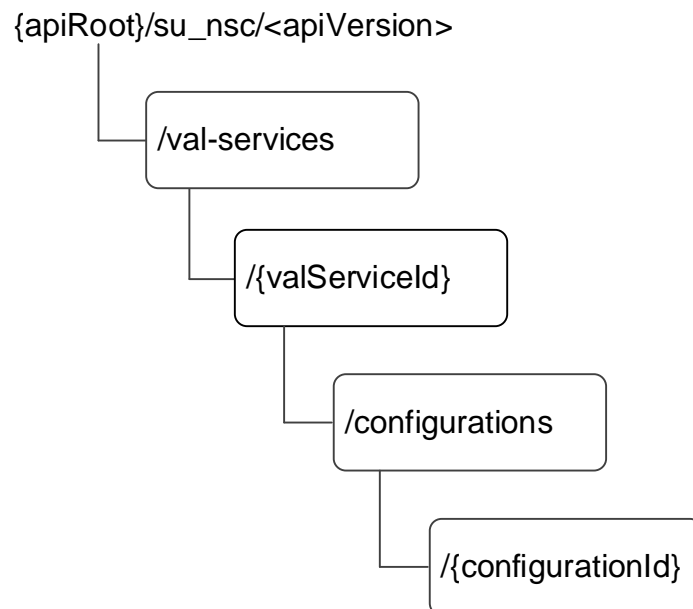 {apiRoot}/su_nsc/<apiVersion>
/val-services
/{valServiceId}
/configurations
/{configurationId}